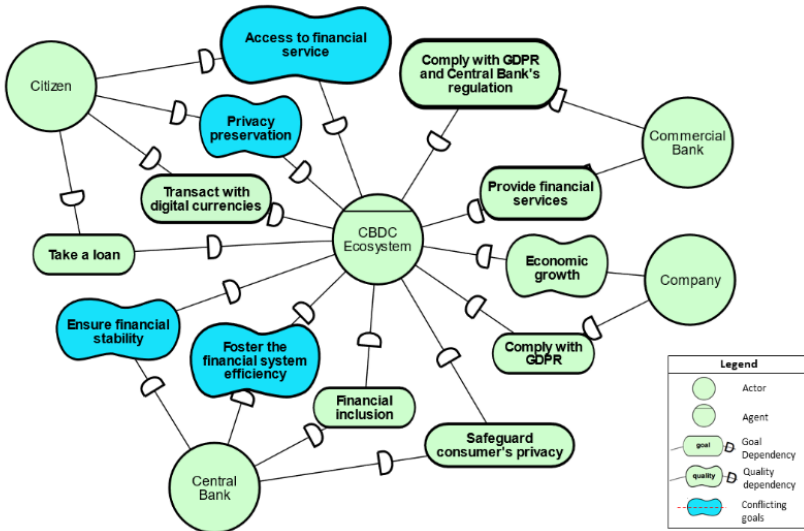 Access to financial
service
Comply with GDPR
and Central Bank's
regulation
Citizen
Privacy
preservation
Commercial
Bank
Transact with
digital currencies
Provide financial
services
CBDC
Ecosystem
Take a loan
Economic
growth
Company
Ensure financial
stability
Foster the
financial system
efficiency
Comply with
GDPR
Financial
inclusion
Safeguard
consumer's privacy
Central
Bank
Legend
Actor
Agent
goal
Goal
Dependency
quality
Quality
dependency
Conflicting
goals